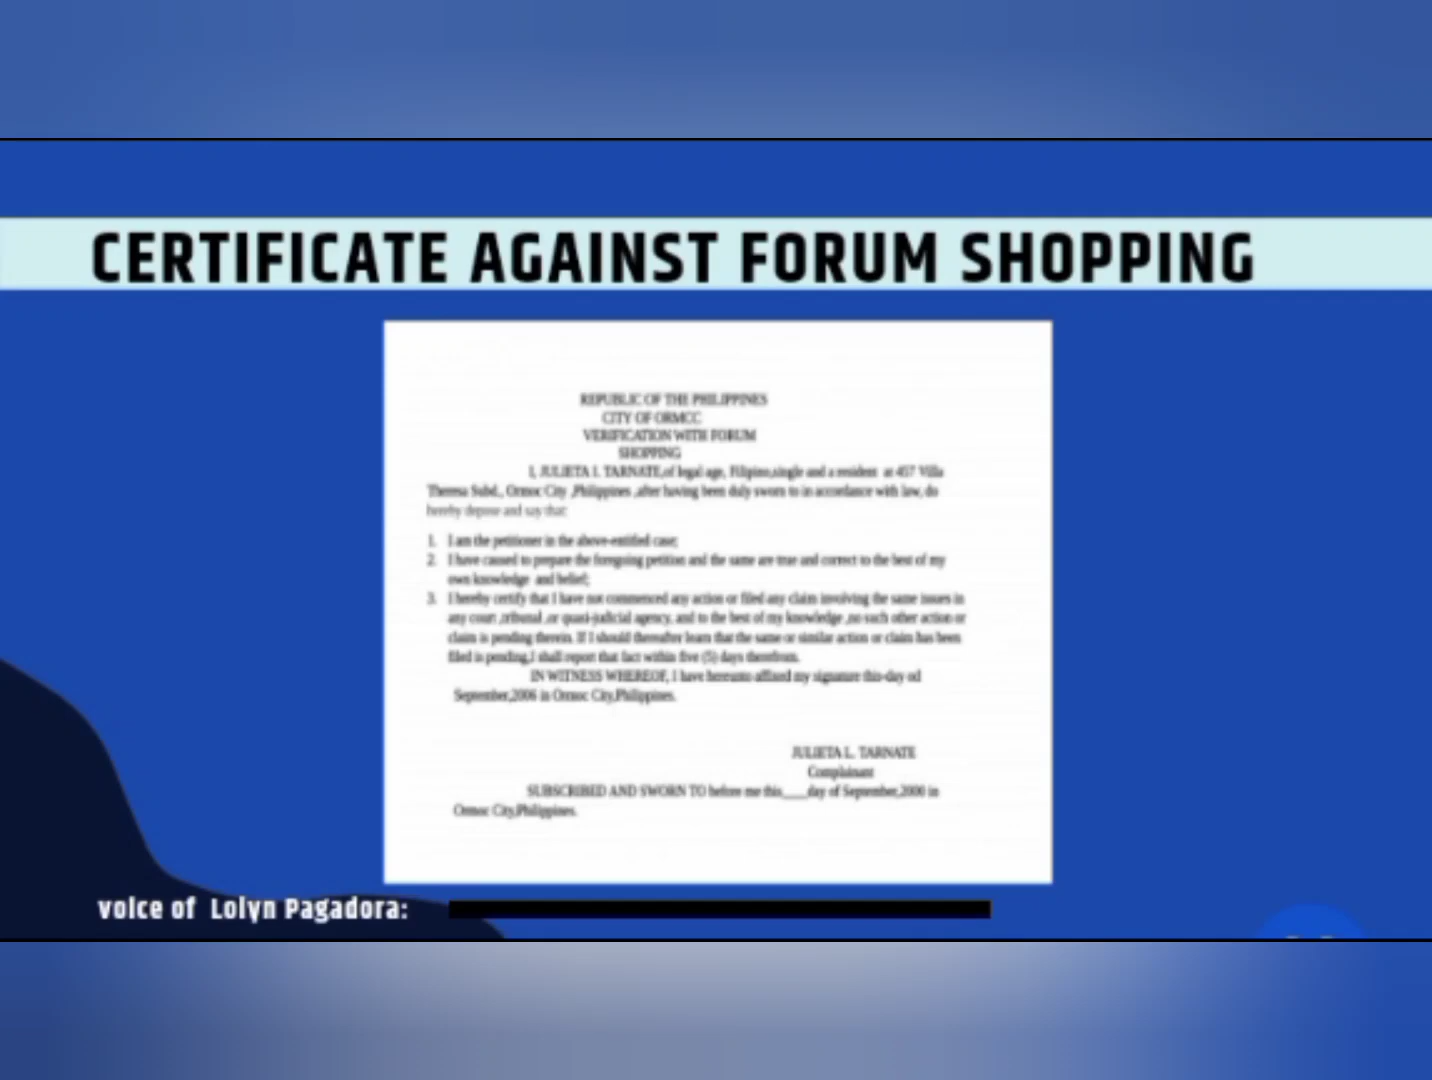 CERTIFICATE AGAINST FORUM SHOPPING
REPUBLIC OF THE PHILIPPINES
CITY OF ORMCC
VERIFICATION WITH FORUM
SHOPPING
I, JULIETA L. TARNATE,of legal age, Filipino,single and a resident at 457 Villa
Theresa Subd., Ormoc City ,Philippines ,after having been duly sworn to in accordance with law, do
hereby depose and say that:
1. I am the petitioner in the above-entitled case;
2. I have caused to prepare the foregoing petition and the same are true and correct to the best of my
own knowledge and belief;
3. I hereby certify that I have not commenced any action or filed any claim involving the same issues in
any court ,tribunal ,or quasi-judicial agency, and to the best of my knowledge ,no such other action or
claim is pending therein. If I should thereafter learn that the same or similar action or claim has been
filed is pending,I shall report that fact within five (5) days therefrom.
IN WITNESS WHEREOF, I have hereunto affixed my signature this-day od
September,2006 in Ormoc City,Philippines.
JULIETA L. TARNATE
Complainant
SUBSCRIBED AND SWORN TO before me this____day of September,2000 in
Ormoc City,Philippines.
voice of Lolyn Pagadora: